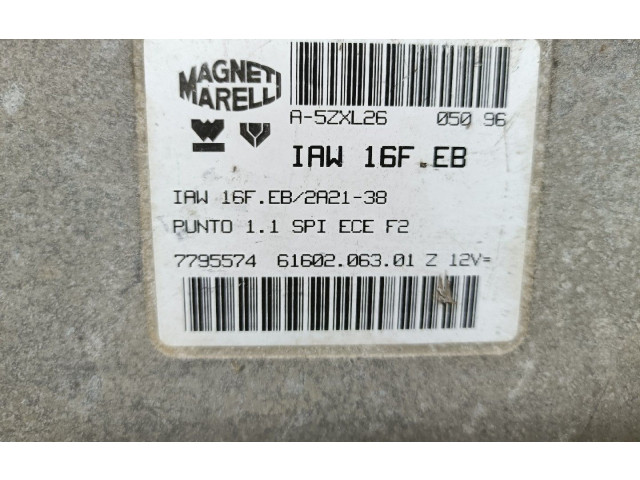 MAGNETI
MARELLI
A-5ZXL26 050 96
IAW 16F.EB
IAW 16F.EB/2A21-38
PUNTO 1.1 SPI ECE F2
7795574 61602.063.01 Z 12V=